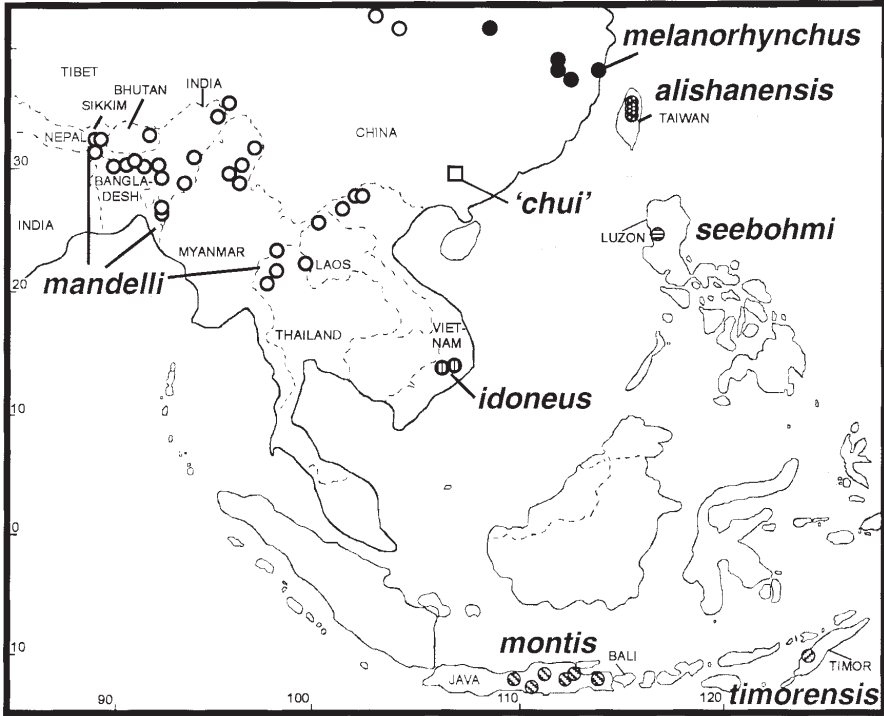 melanorhynchus
TIBET
INDIA
BHUTAN
SIKKIM
alishanensis
TAIWAN
CHINA
NEPAL
30
BANGLA-
DESH
'chui'
INDIA
LUZON
seebohmi
MYANMAR
LAOS
mandelli
20
THAILAND
VIET-
NAM
idoneus
10
0
montis
10
BALI
JAVA
TIMOR
timorensis
90
100
110
120